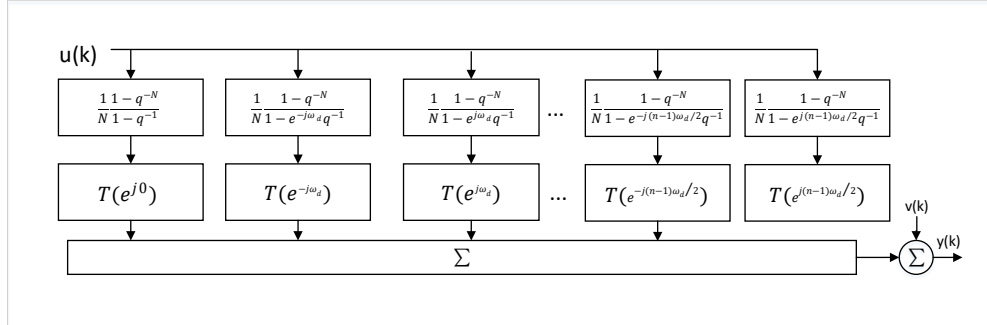 u(k)
1/N (1 − q^{−N})/(1 − q^{−1})
1/N (1 − q^{−N})/(1 − e^{−jω_d} q^{−1})
1/N (1 − q^{−N})/(1 − e^{jω_d} q^{−1})
...
1/N (1 − q^{−N})/(1 − e^{−j(n−1)ω_d/2} q^{−1})
1/N (1 − q^{−N})/(1 − e^{j(n−1)ω_d/2} q^{−1})
T(e^{j0})
T(e^{−jω_d})
T(e^{jω_d})
...
T(e^{−j(n−1)ω_d/2})
T(e^{j(n−1)ω_d/2})
v(k)
Σ
Σ
y(k)